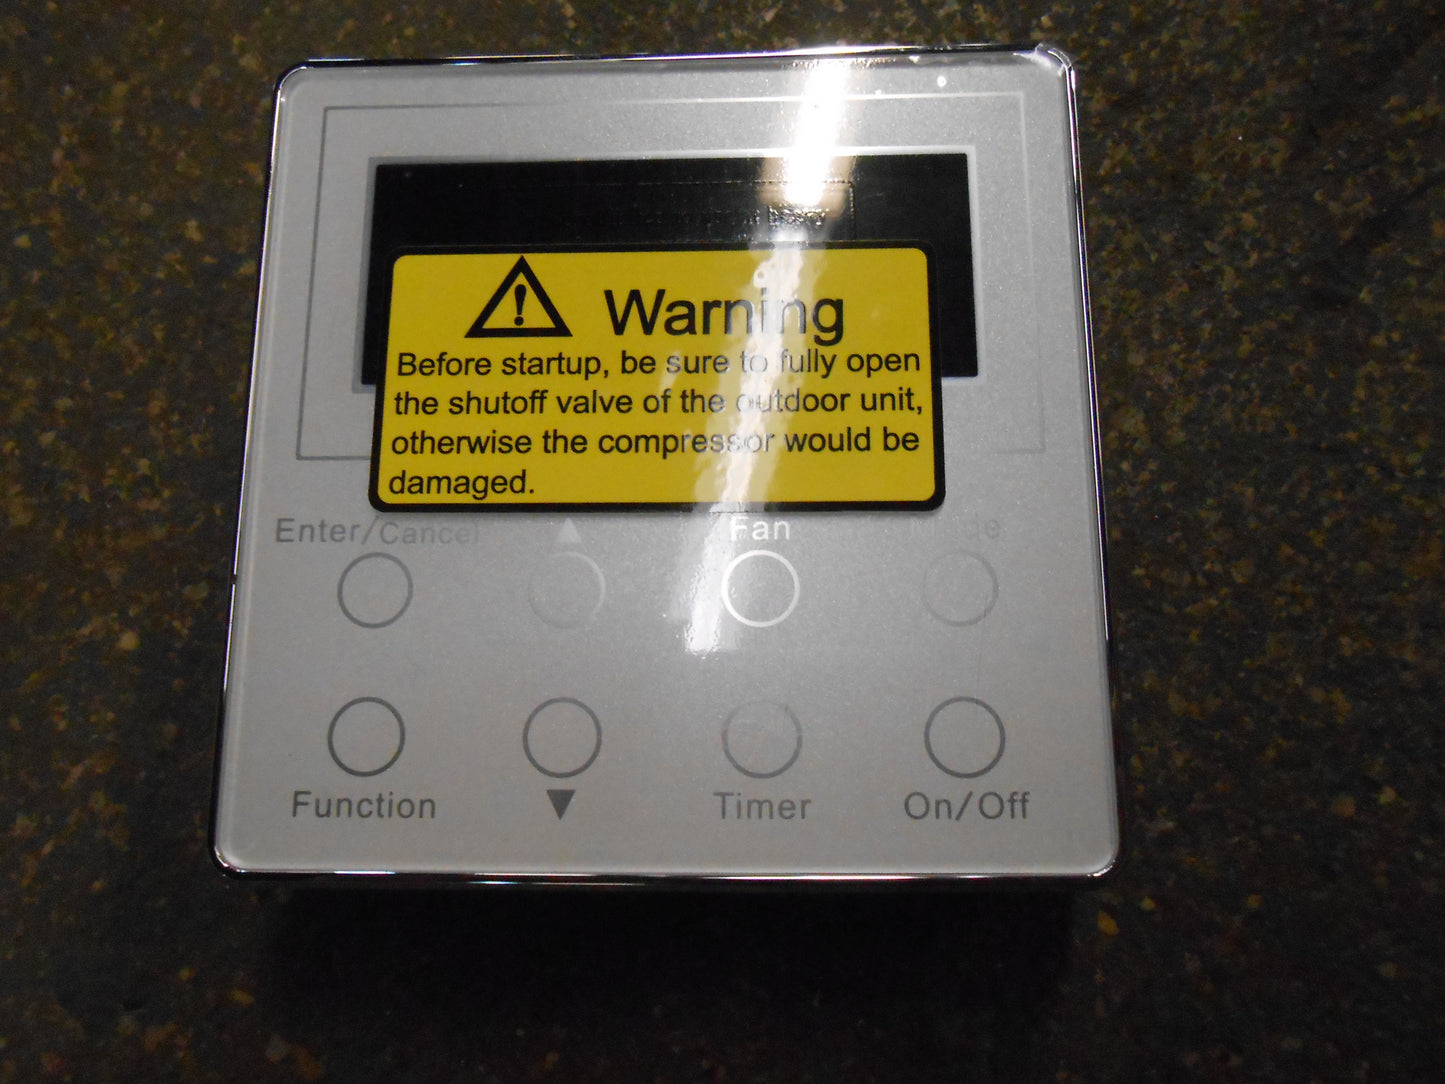 Warning
Before startup, be sure to fully open
the shutoff valve of the outdoor unit,
otherwise the compressor would be
damaged.
Enter/Cancel ▲ Fan
Function ▼ Timer On/Off